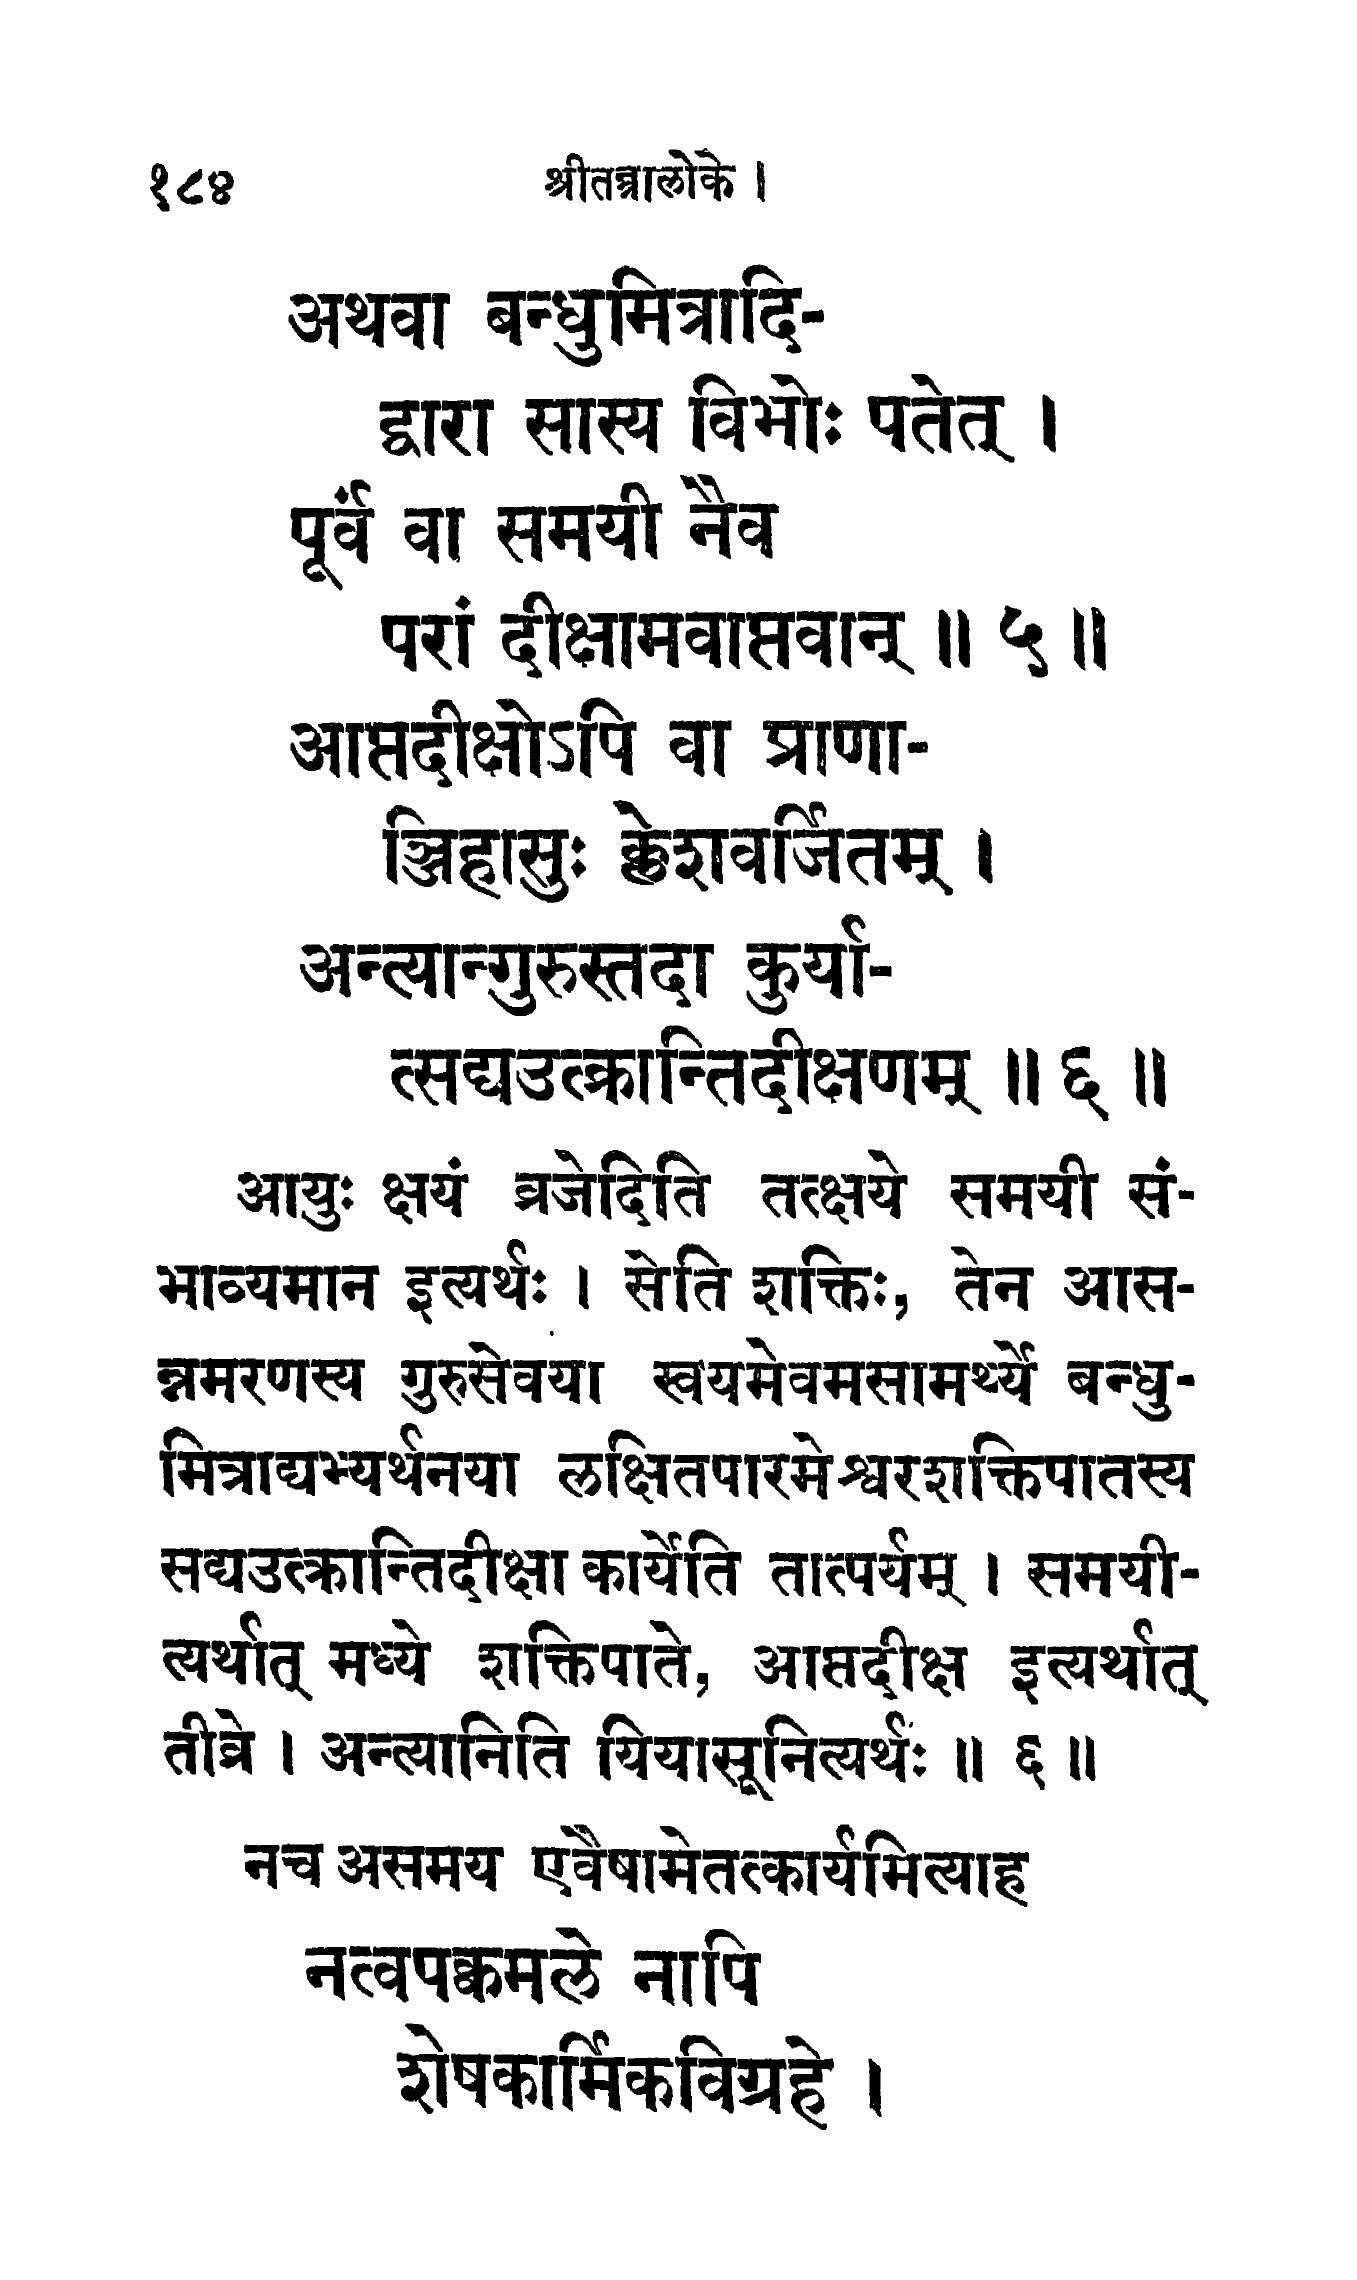 १८४ श्रीतन्त्रालोके ।
अथवा बन्धुमित्रादि-
द्वारा सास्य विभोः पतेत् ।
पूर्वं वा समयी नैव
परां दीक्षामवाप्तवान् ॥ ५ ॥
आप्तदीक्षोऽपि वा प्राणा-
ञ्जिहासुः क्लेशवर्जितम् ।
अन्त्यान्गुरुस्तदा कुर्या-
त्सद्यउत्क्रान्तिदीक्षणम् ॥ ६ ॥
आयुः क्षयं व्रजेदिति तत्क्षये समयी सं-
भाव्यमान इत्यर्थः । सेति शक्तिः, तेन आस-
न्नमरणस्य गुरुसेवया स्वयमेवमसामर्थ्ये बन्धु-
मित्राद्यभ्यर्थनया लक्षितपारमेश्वरशक्तिपातस्य
सद्यउत्क्रान्तिदीक्षा कार्येति तात्पर्यम् । समयी-
त्यर्थात् मध्ये शक्तिपाते, आप्तदीक्ष इत्यर्थात्
तीव्रे । अन्त्यानिति यियासूनित्यर्थः ॥ ६ ॥
नच असमय एवैषामेतत्कार्यमित्याह
नत्वपक्वमले नापि
शेषकार्मिकविग्रहे ।